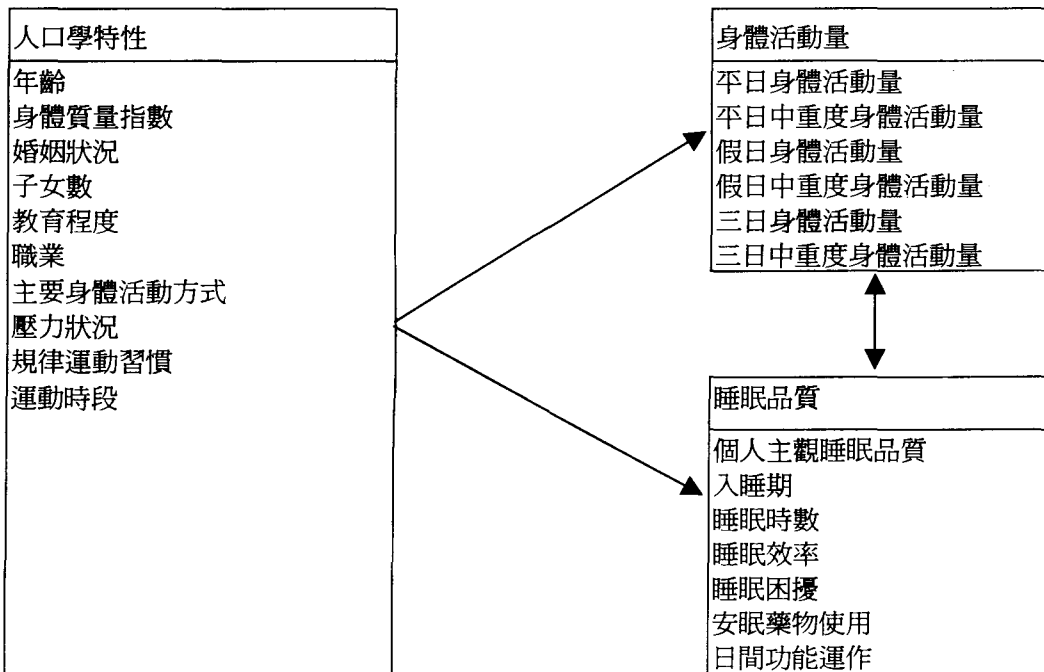 人口學特性
年齡
身體質量指數
婚姻狀況
子女數
教育程度
職業
主要身體活動方式
壓力狀況
規律運動習慣
運動時段
身體活動量
平日身體活動量
平日中重度身體活動量
假日身體活動量
假日中重度身體活動量
三日身體活動量
三日中重度身體活動量
睡眠品質
個人主觀睡眠品質
入睡期
睡眠時數
睡眠效率
睡眠困擾
安眠藥物使用
日間功能運作